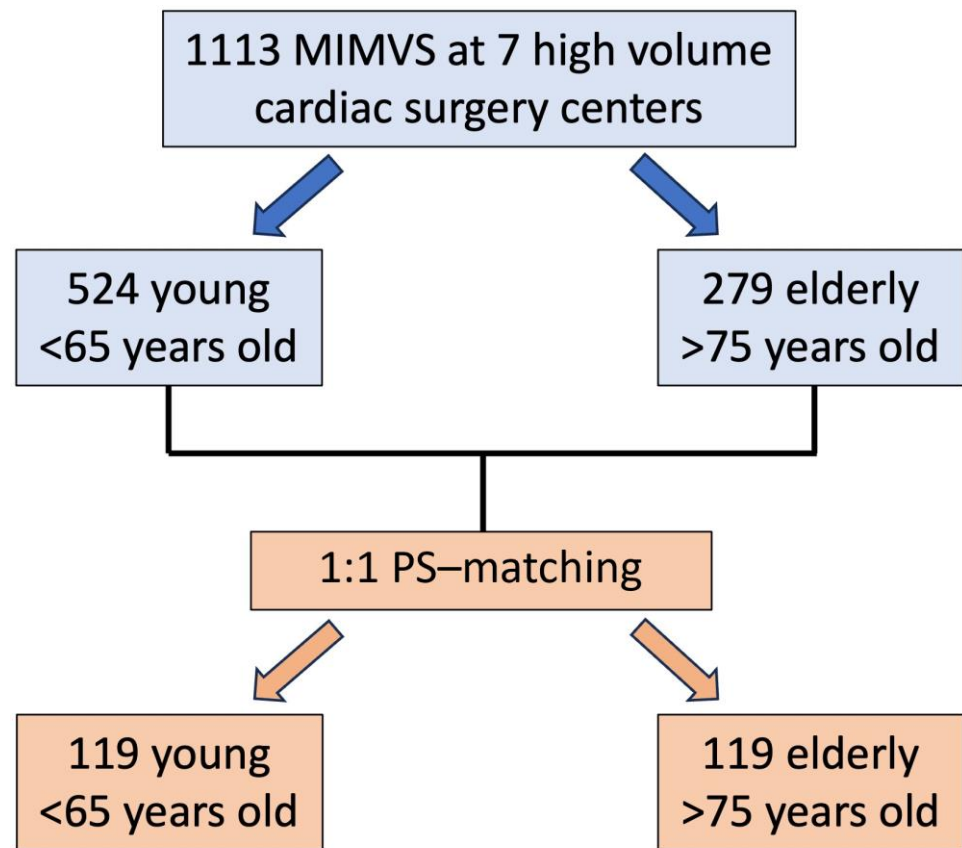 1113 MIMVS at 7 high volume
cardiac surgery centers
524 young
<65 years old
279 elderly
>75 years old
1:1 PS–matching
119 young
<65 years old
119 elderly
>75 years old